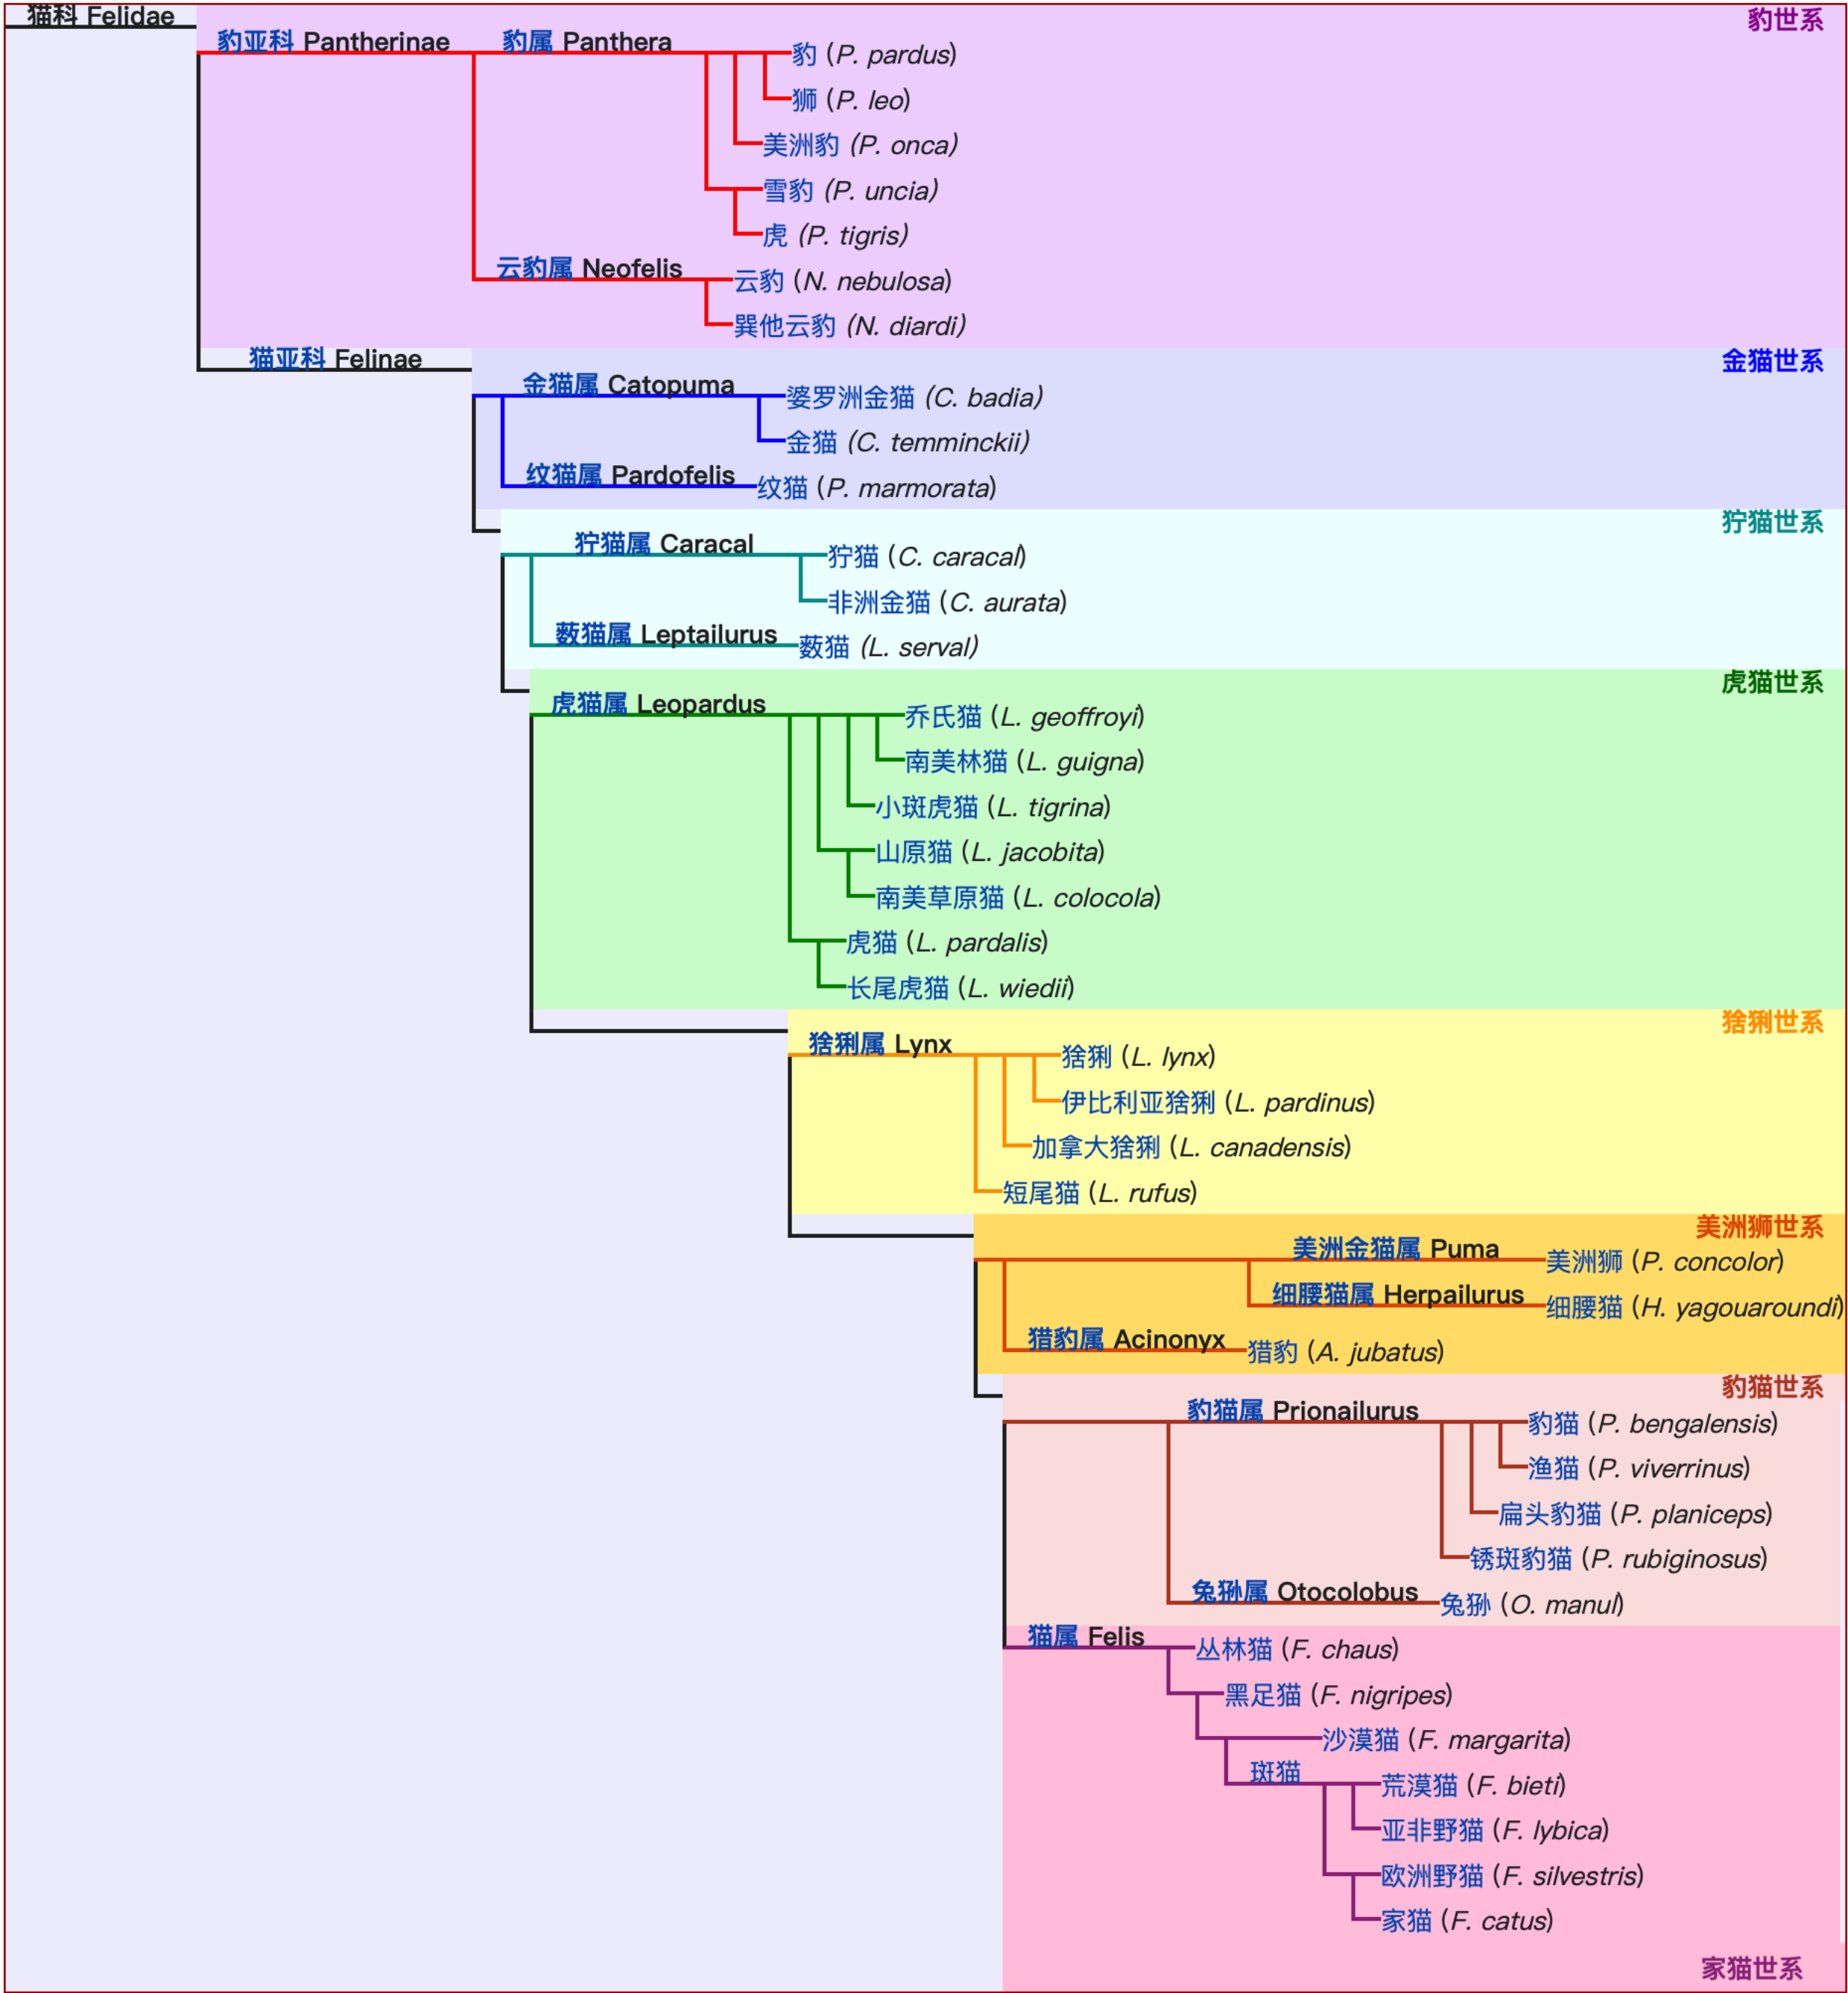 猫科 Felidae
豹世系
豹亚科 Pantherinae
豹属 Panthera
豹 (P. pardus)
狮 (P. leo)
美洲豹 (P. onca)
雪豹 (P. uncia)
虎 (P. tigris)
云豹属 Neofelis
云豹 (N. nebulosa)
巽他云豹 (N. diardi)
猫亚科 Felinae
金猫世系
金猫属 Catopuma
婆罗洲金猫 (C. badia)
金猫 (C. temminckii)
纹猫属 Pardofelis
纹猫 (P. marmorata)
狞猫世系
狞猫属 Caracal
狞猫 (C. caracal)
非洲金猫 (C. aurata)
薮猫属 Leptailurus
薮猫 (L. serval)
虎猫世系
虎猫属 Leopardus
乔氏猫 (L. geoffroyi)
南美林猫 (L. guigna)
小斑虎猫 (L. tigrina)
山原猫 (L. jacobita)
南美草原猫 (L. colocola)
虎猫 (L. pardalis)
长尾虎猫 (L. wiedii)
猞猁世系
猞猁属 Lynx
猞猁 (L. lynx)
伊比利亚猞猁 (L. pardinus)
加拿大猞猁 (L. canadensis)
短尾猫 (L. rufus)
美洲狮世系
美洲金猫属 Puma
美洲狮 (P. concolor)
细腰猫属 Herpailurus
细腰猫 (H. yagouaroundi)
猎豹属 Acinonyx
猎豹 (A. jubatus)
豹猫世系
豹猫属 Prionailurus
豹猫 (P. bengalensis)
渔猫 (P. viverrinus)
扁头豹猫 (P. planiceps)
锈斑豹猫 (P. rubiginosus)
兔狲属 Otocolobus
兔狲 (O. manul)
猫属 Felis
丛林猫 (F. chaus)
黑足猫 (F. nigripes)
沙漠猫 (F. margarita)
斑猫
荒漠猫 (F. bieti)
亚非野猫 (F. lybica)
欧洲野猫 (F. silvestris)
家猫 (F. catus)
家猫世系